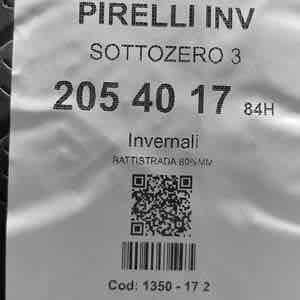 PIRELLI INV
SOTTOZERO 3
205 40 17 84H
Invernali
BATTISTRADA 80%MM
Cod: 1350 - 17 2